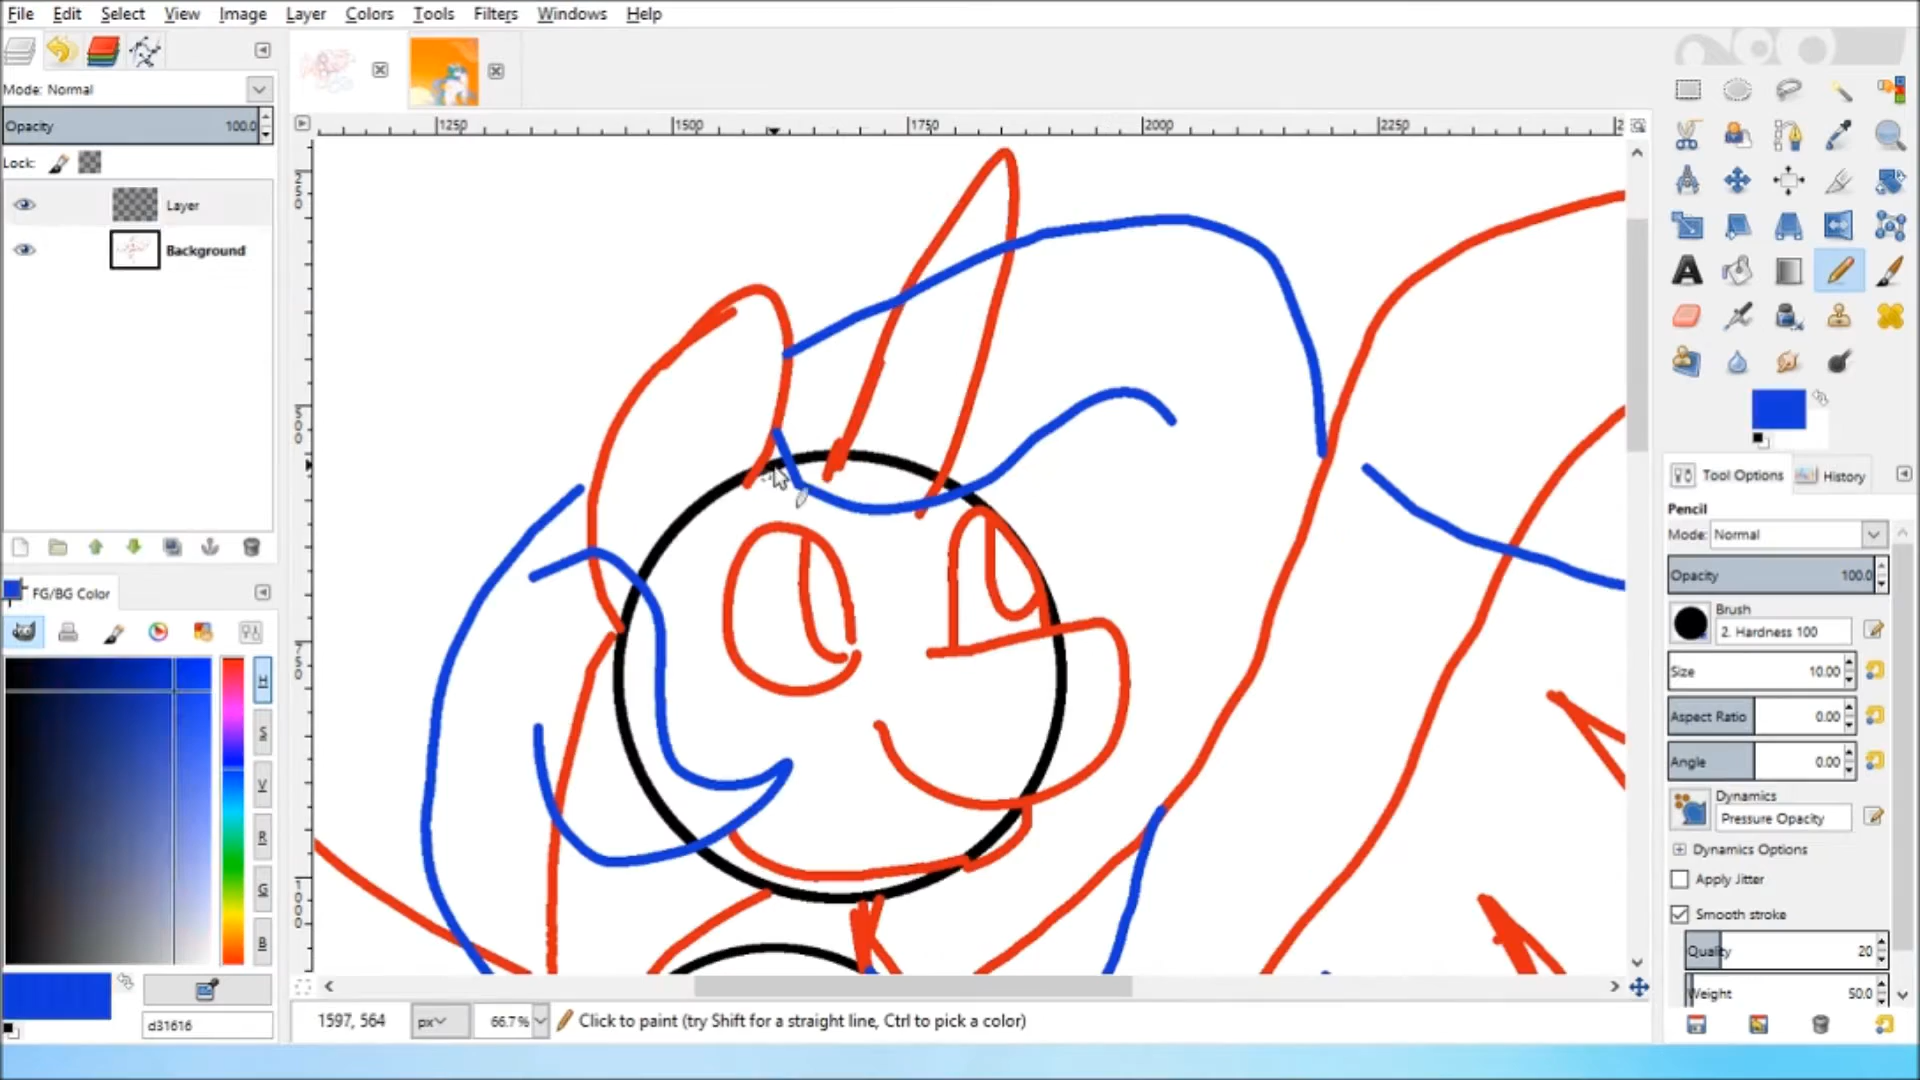 File Edit Select View Image Layer Colors Tools Filters Windows Help
Mode: Normal
Opacity 100.0
Lock:
Layer
Background
FG/BG Color
H
S
V
R
G
B
d31616
1250 1500 1750 2000 2250
250
500
750
1000
1597, 564 px 66.7% Click to paint (try Shift for a straight line, Ctrl to pick a color)
Tool Options History
Pencil
Mode: Normal
Opacity 100.0
Brush
2. Hardness 100
Size 10.00
Aspect Ratio 0.00
Angle 0.00
Dynamics
Pressure Opacity
Dynamics Options
Apply Jitter
Smooth stroke
Quality 20
Weight 50.0